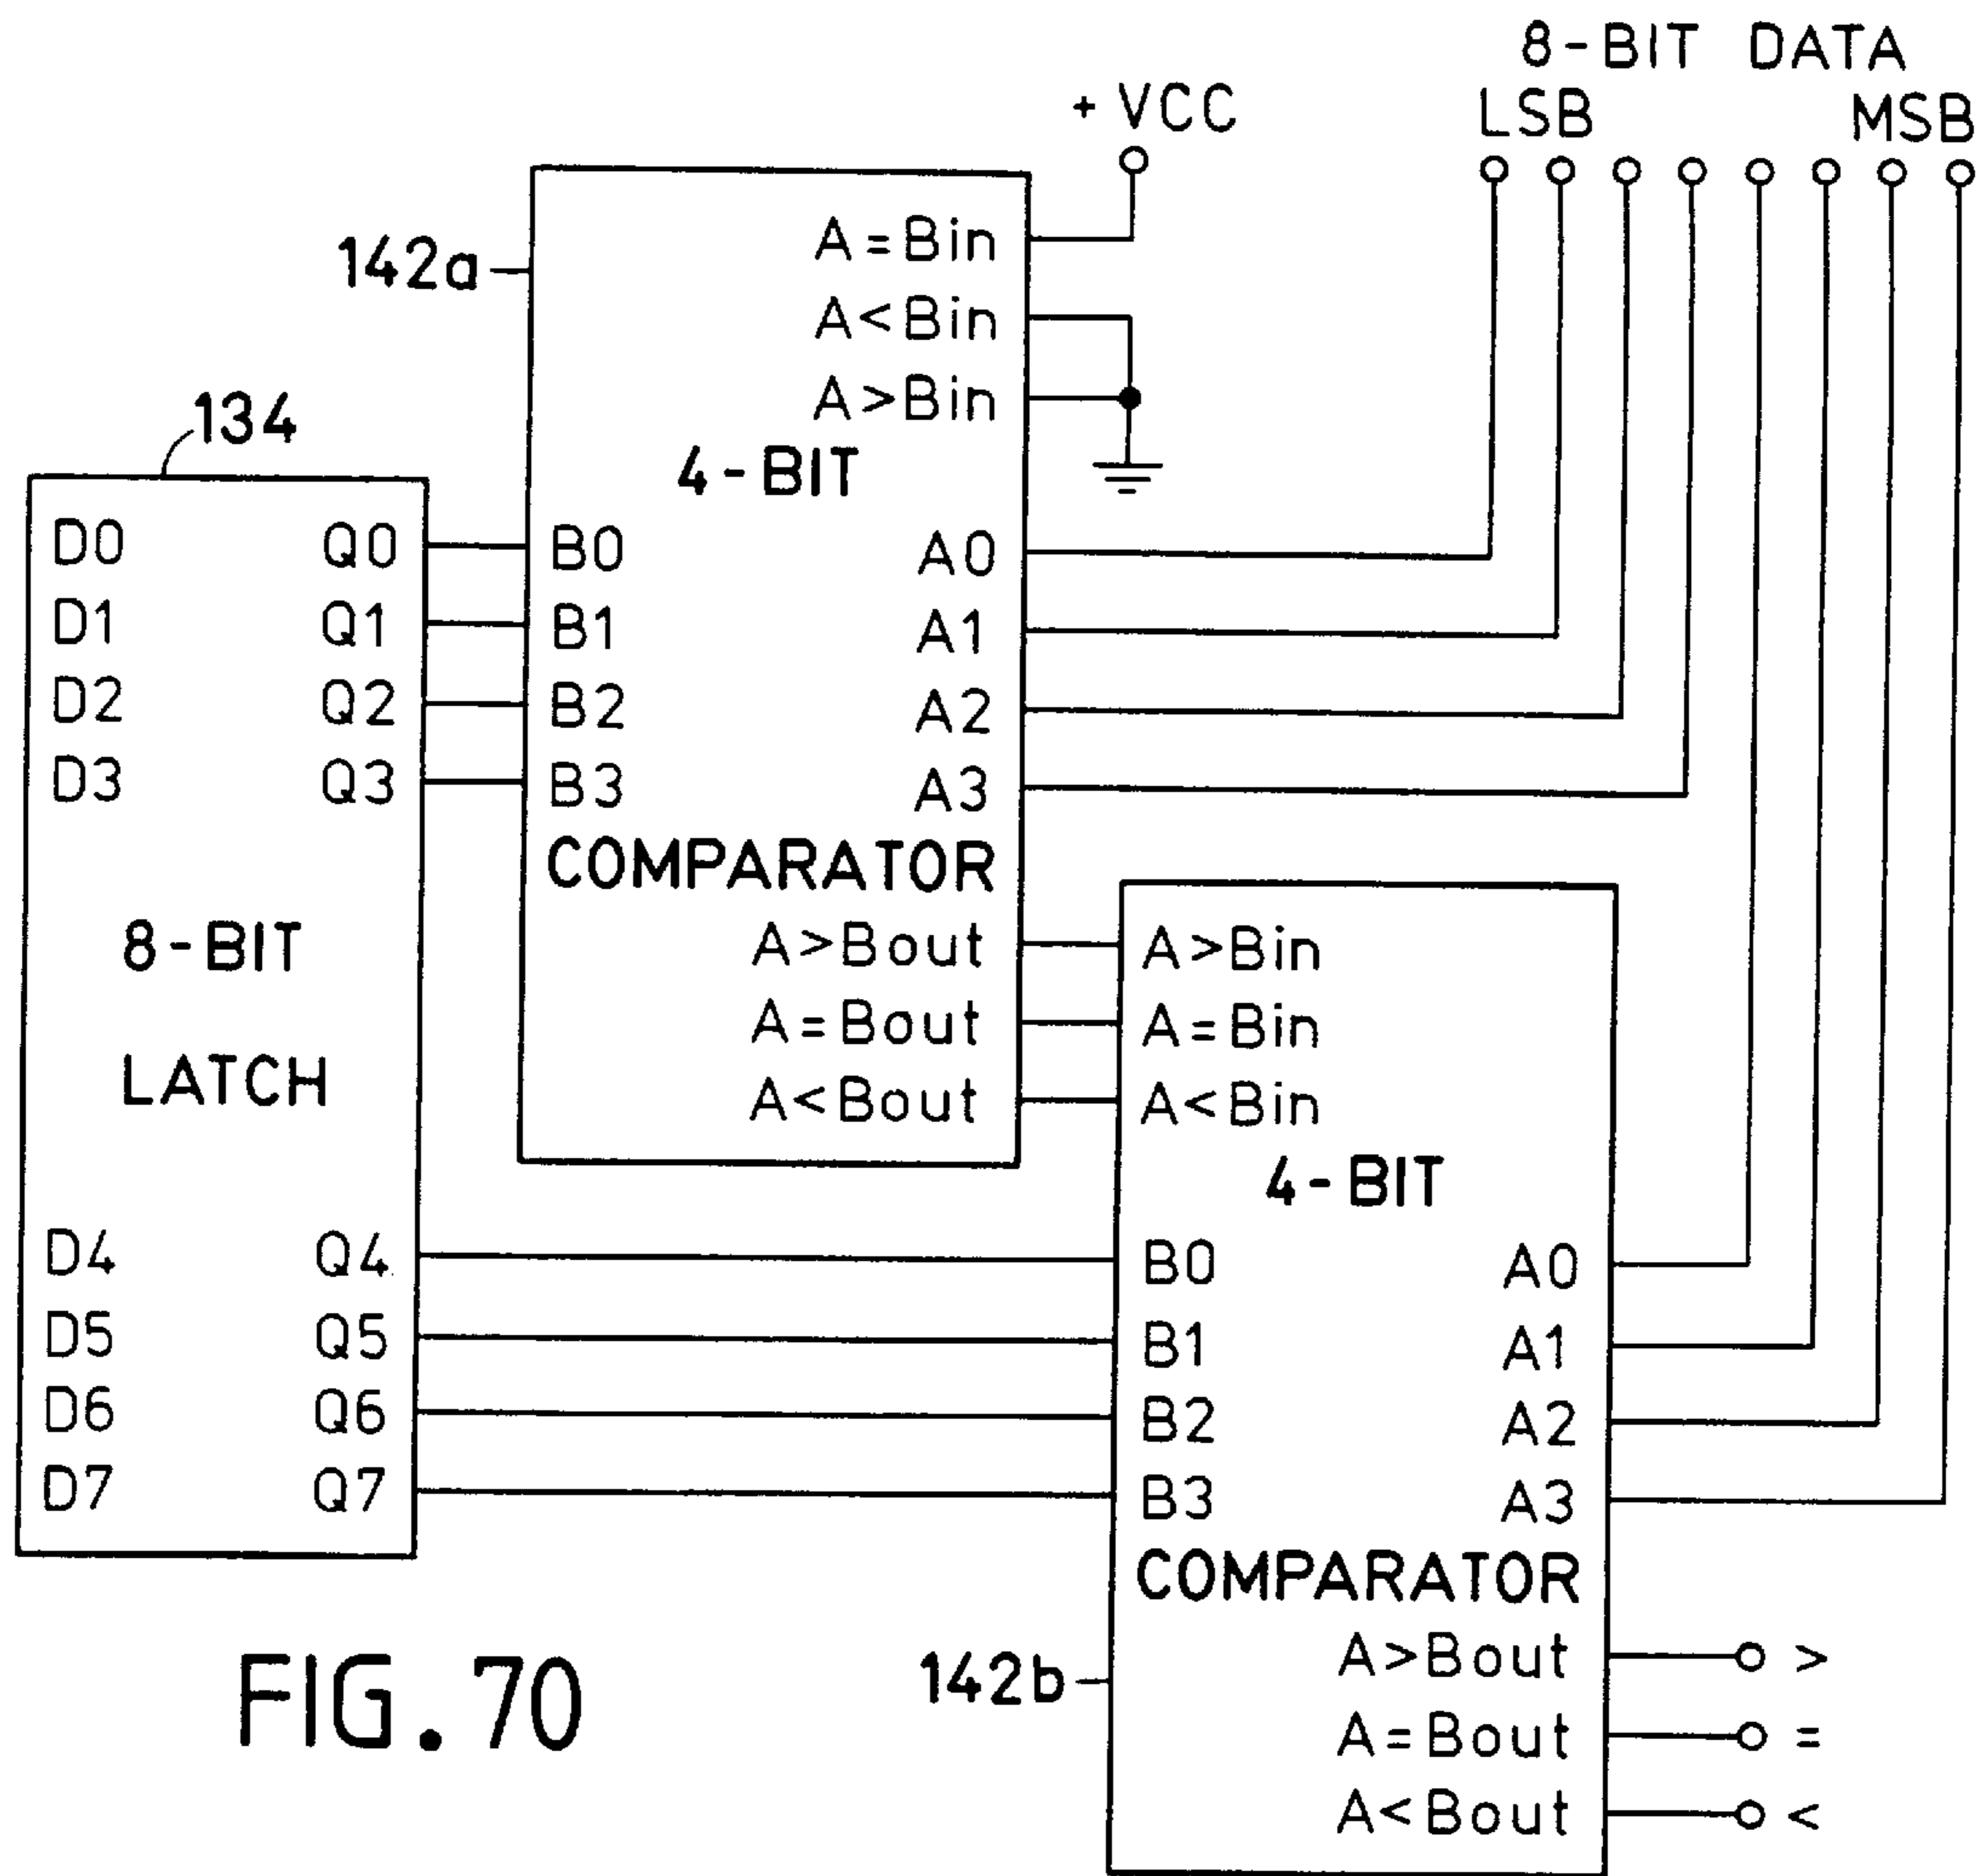 8-BIT DATA
LSB MSB
+ VCC
142a
A=Bin
A<Bin
A>Bin
4-BIT
B0 A0
B1 A1
B2 A2
B3 A3
COMPARATOR
A>Bout
A=Bout
A<Bout
134
D0 Q0
D1 Q1
D2 Q2
D3 Q3
8-BIT
LATCH
D4 Q4
D5 Q5
D6 Q6
D7 Q7
A>Bin
A=Bin
A<Bin
4-BIT
B0 A0
B1 A1
B2 A2
B3 A3
COMPARATOR
142b
A>Bout >
A=Bout =
A<Bout <
FIG. 70